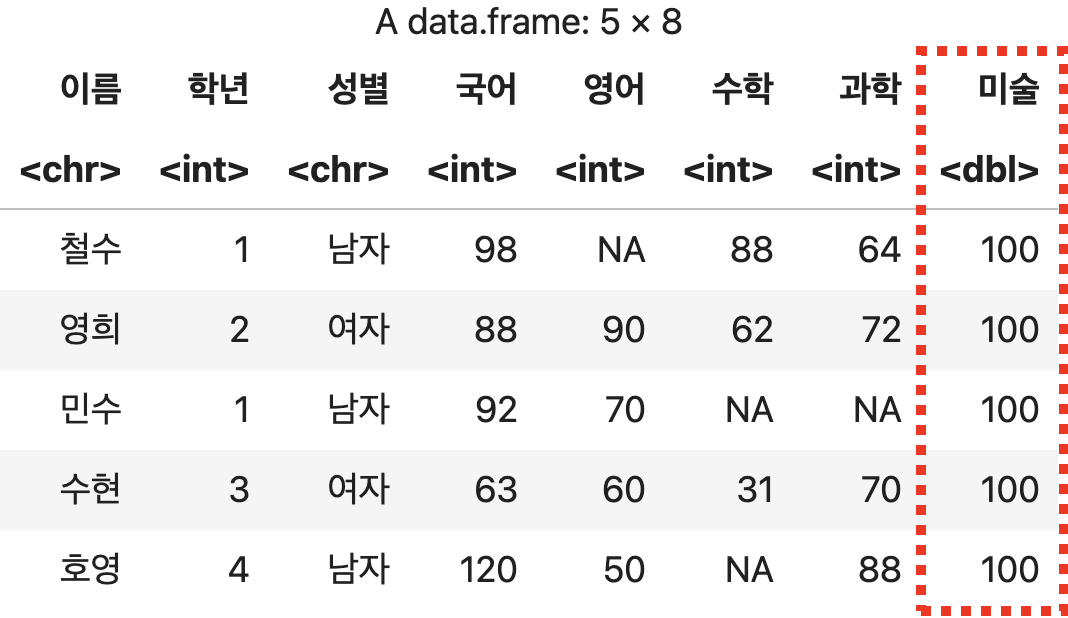 A data.frame: 5 × 8
이름 학년 성별 국어 영어 수학 과학 미술
<chr> <int> <chr> <int> <int> <int> <int> <dbl>
철수 1 남자 98 NA 88 64 100
영희 2 여자 88 90 62 72 100
민수 1 남자 92 70 NA NA 100
수현 3 여자 63 60 31 70 100
호영 4 남자 120 50 NA 88 100